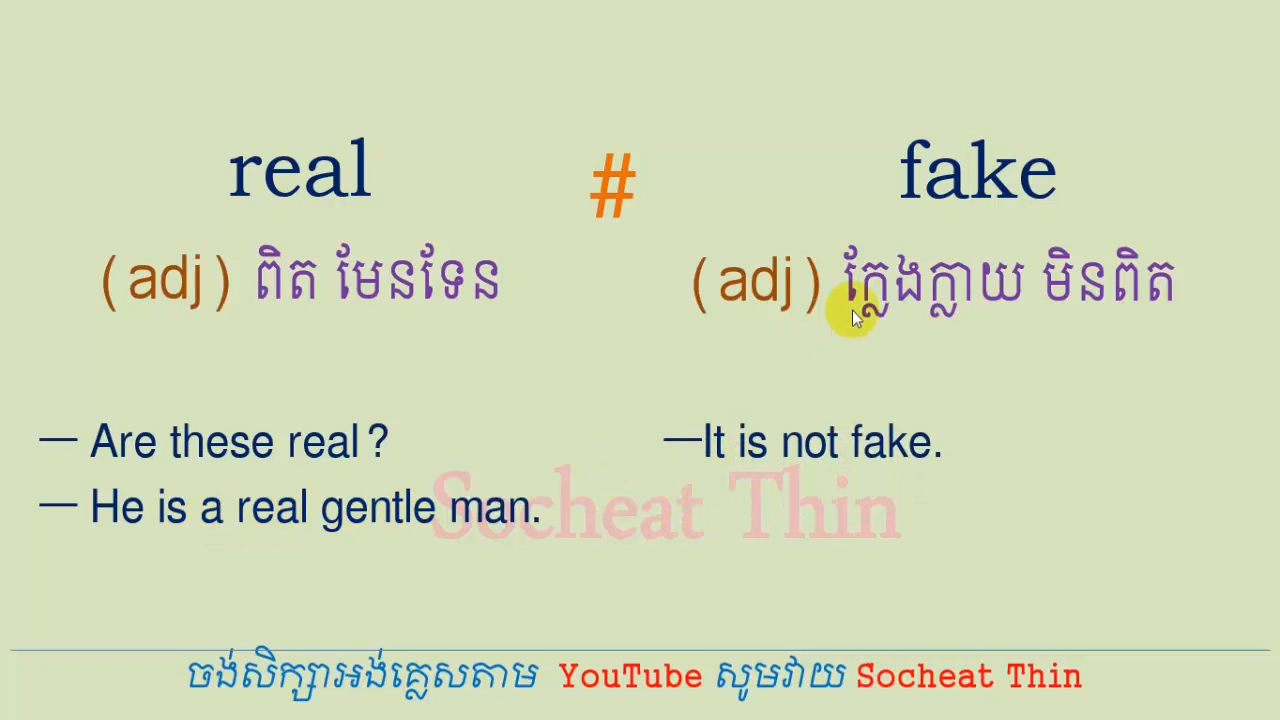 real # fake
(adj) ពិត មែនទែន (adj) ក្លែងក្លាយ មិនពិត
— Are these real? —It is not fake.
— He is a real gentle man.
Socheat Thin
ចង់សិក្សាអង់គ្លេសតាម YouTube សូមវាយ Socheat Thin